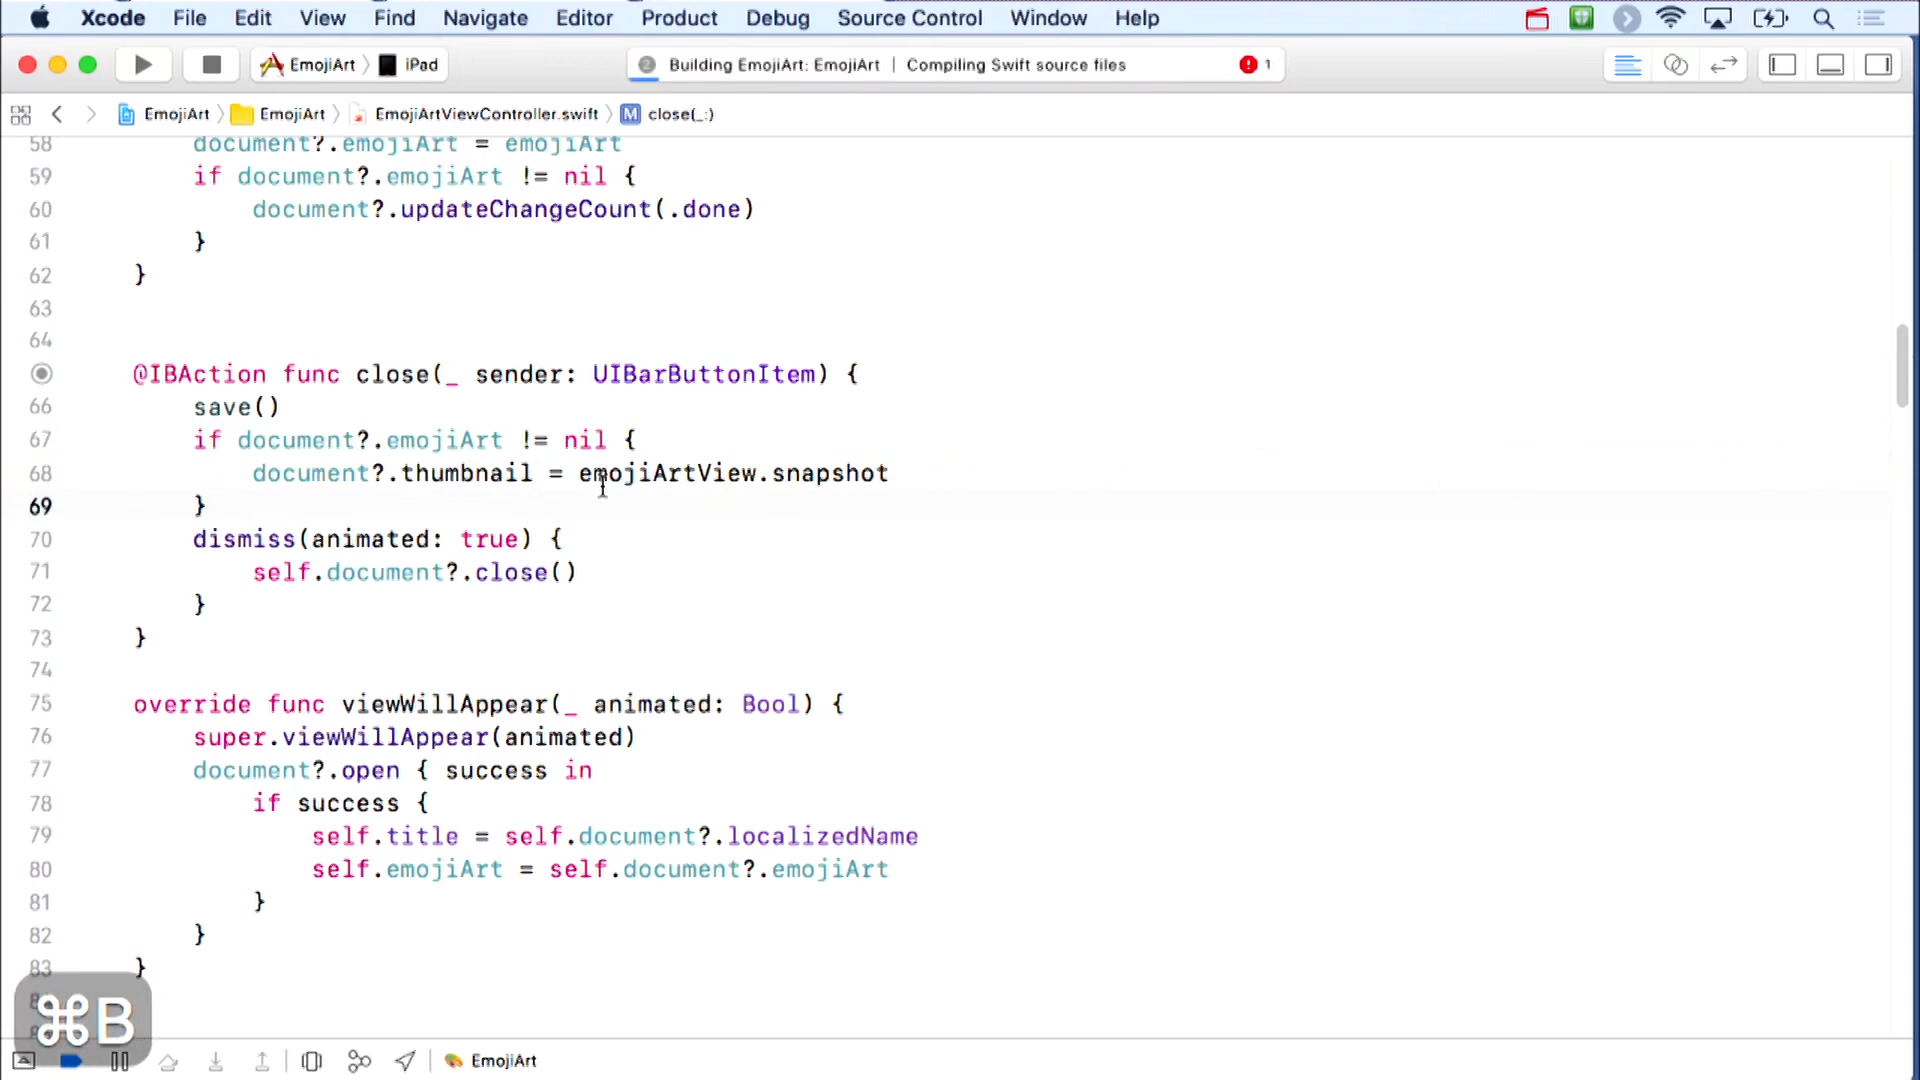 Xcode File Edit View Find Navigate Editor Product Debug Source Control Window Help
EmojiArt iPad 2 Building EmojiArt: EmojiArt | Compiling Swift source files 1
EmojiArt EmojiArt EmojiArtViewController.swift M close(_:)
58 document?.emojiArt = emojiArt
59 if document?.emojiArt != nil {
60 document?.updateChangeCount(.done)
61 }
62 }
63
64
@IBAction func close(_ sender: UIBarButtonItem) {
66 save()
67 if document?.emojiArt != nil {
68 document?.thumbnail = emojiArtView.snapshot
69 }
70 dismiss(animated: true) {
71 self.document?.close()
72 }
73 }
74
75 override func viewWillAppear(_ animated: Bool) {
76 super.viewWillAppear(animated)
77 document?.open { success in
78 if success {
79 self.title = self.document?.localizedName
80 self.emojiArt = self.document?.emojiArt
81 }
82 }
83 }
⌘B
EmojiArt